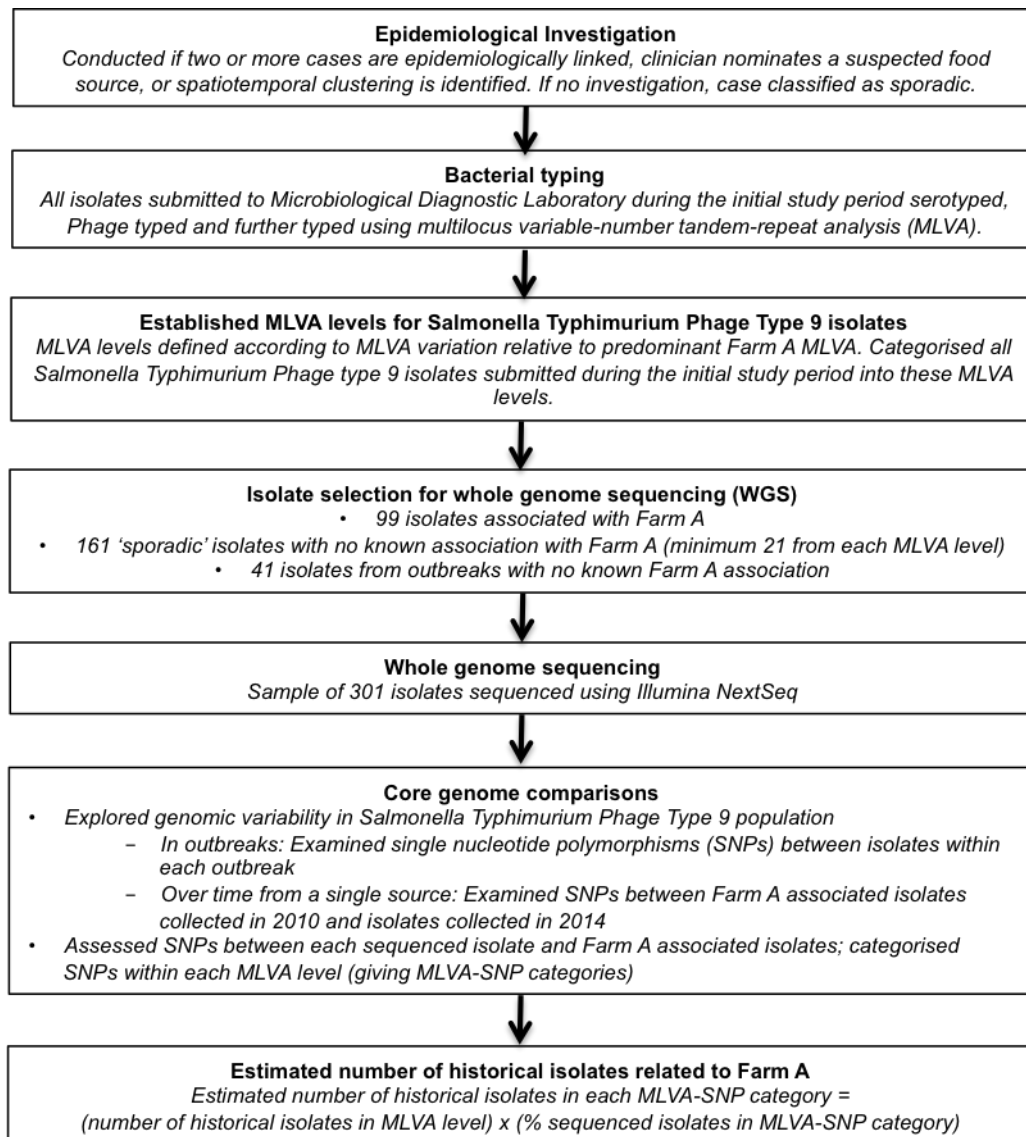 Epidemiological Investigation
Conducted if two or more cases are epidemiologically linked, clinician nominates a suspected food
source, or spatiotemporal clustering is identified. If no investigation, case classified as sporadic.
Bacterial typing
All isolates submitted to Microbiological Diagnostic Laboratory during the initial study period serotyped,
Phage typed and further typed using multilocus variable-number tandem-repeat analysis (MLVA).
Established MLVA levels for Salmonella Typhimurium Phage Type 9 isolates
MLVA levels defined according to MLVA variation relative to predominant Farm A MLVA. Categorised all
Salmonella Typhimurium Phage type 9 isolates submitted during the initial study period into these MLVA
levels.
Isolate selection for whole genome sequencing (WGS)
• 99 isolates associated with Farm A
• 161 ‘sporadic’ isolates with no known association with Farm A (minimum 21 from each MLVA level)
• 41 isolates from outbreaks with no known Farm A association
Whole genome sequencing
Sample of 301 isolates sequenced using Illumina NextSeq
Core genome comparisons
• Explored genomic variability in Salmonella Typhimurium Phage Type 9 population
– In outbreaks: Examined single nucleotide polymorphisms (SNPs) between isolates within
each outbreak
– Over time from a single source: Examined SNPs between Farm A associated isolates
collected in 2010 and isolates collected in 2014
• Assessed SNPs between each sequenced isolate and Farm A associated isolates; categorised
SNPs within each MLVA level (giving MLVA-SNP categories)
Estimated number of historical isolates related to Farm A
Estimated number of historical isolates in each MLVA-SNP category =
(number of historical isolates in MLVA level) x (% sequenced isolates in MLVA-SNP category)